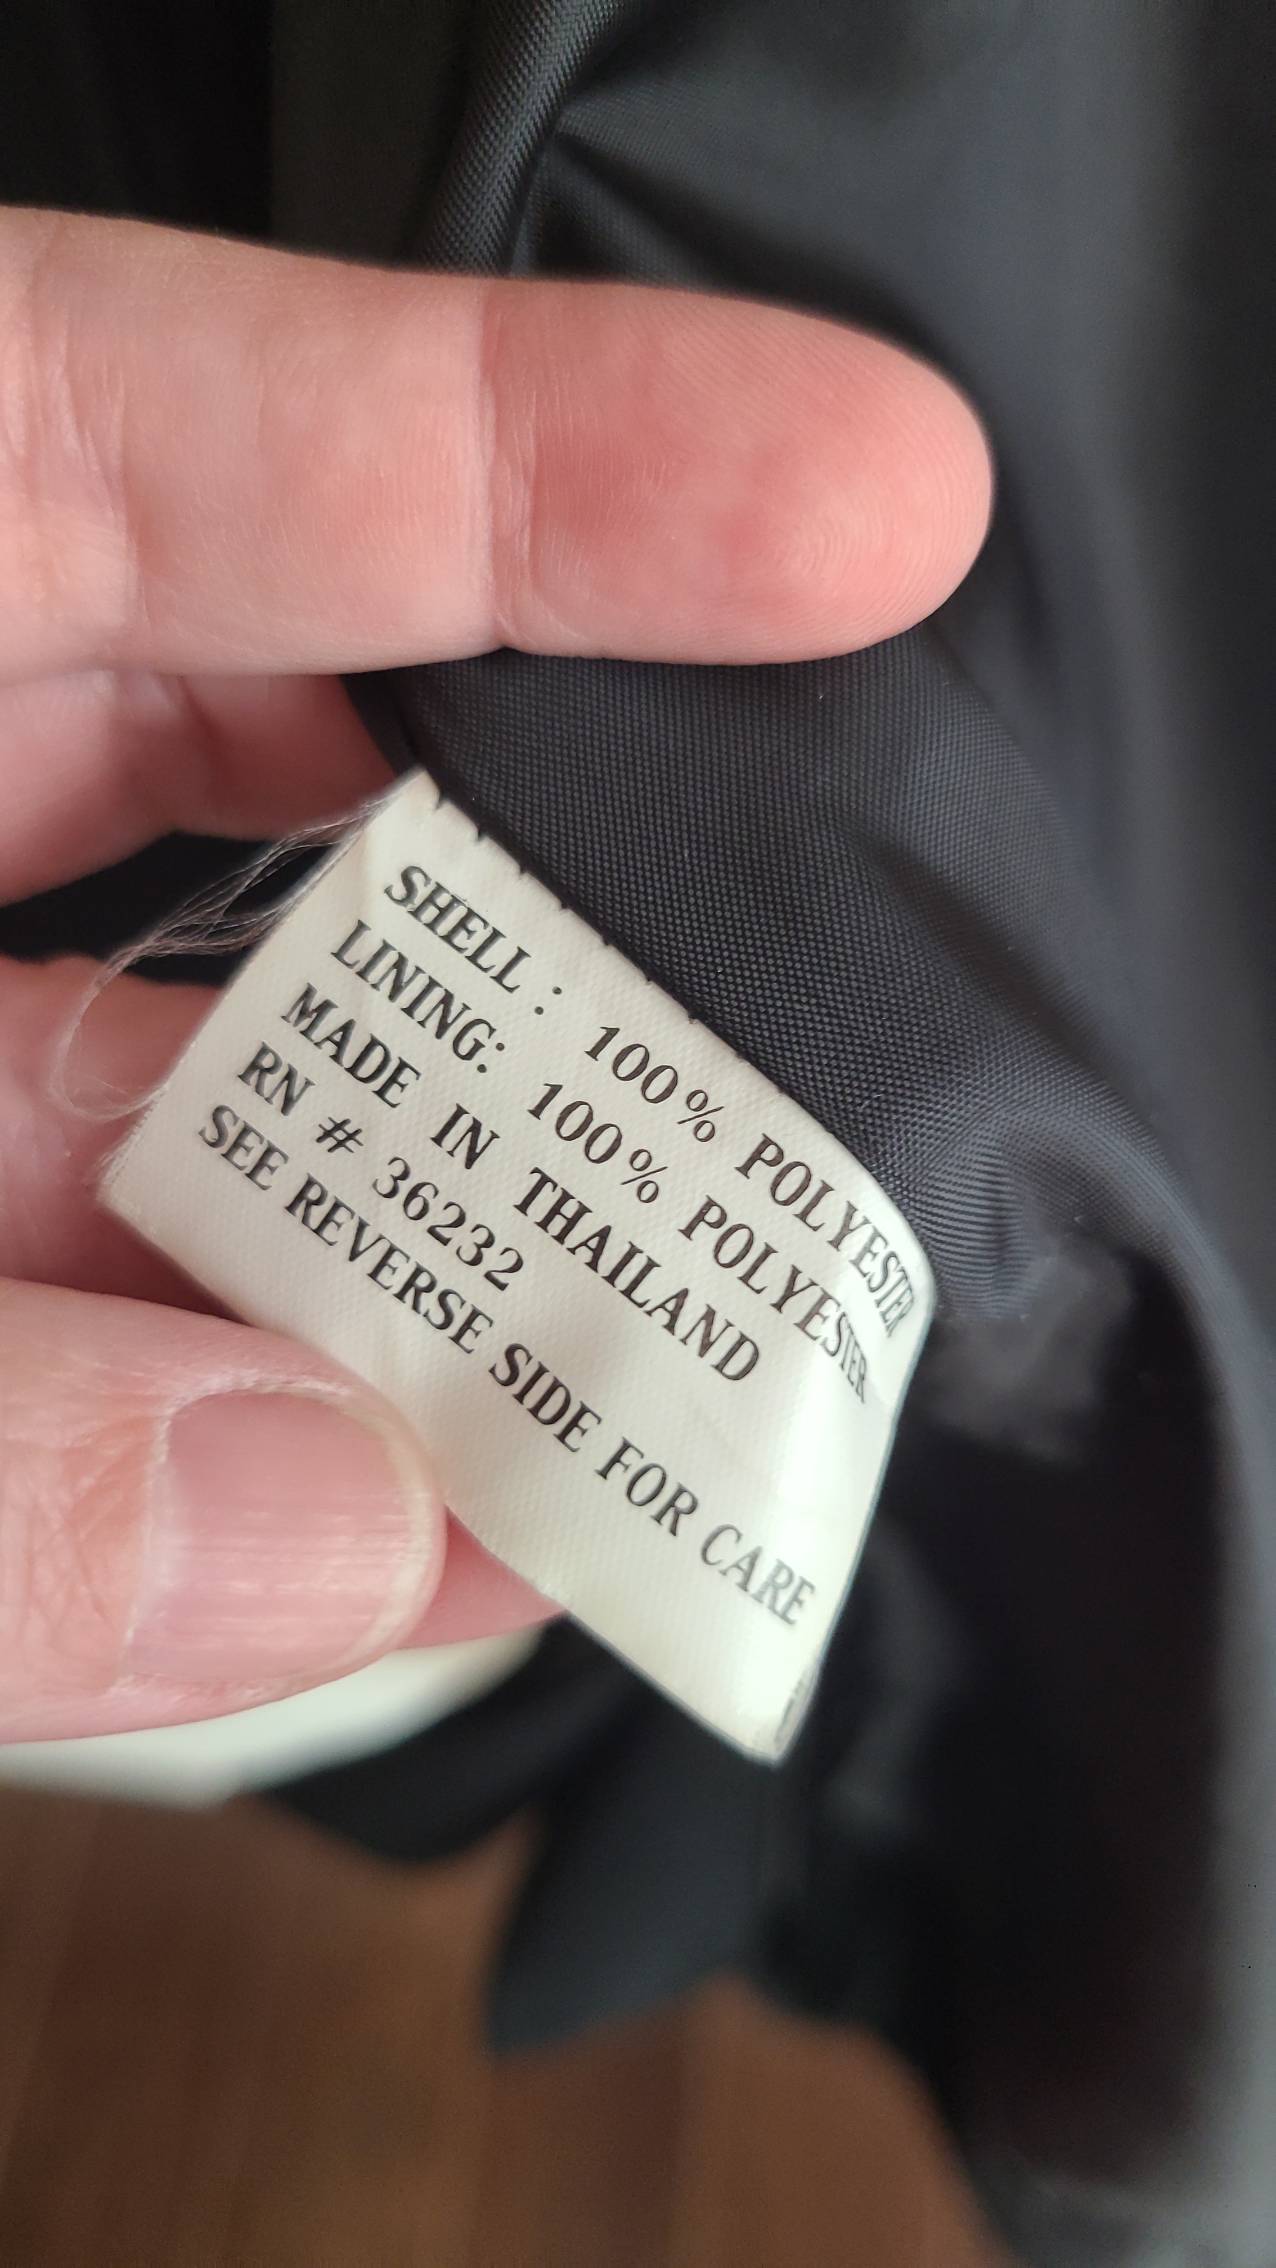 SHELL : 100% POLYESTER
LINING: 100% POLYESTER
MADE IN THAILAND
RN # 36232
SEE REVERSE SIDE FOR CARE